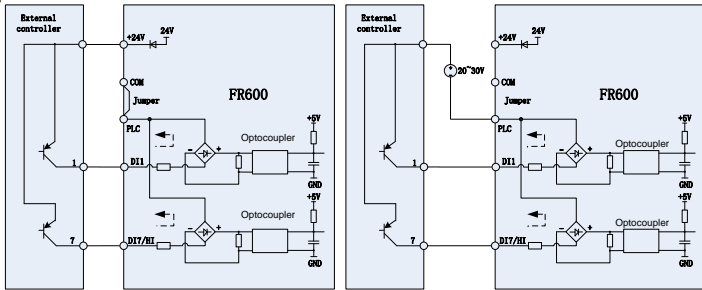 External
controller
+24V
24V
COM
Jumper
PLC
FR600
+5V
Optocoupler
1
DI1
- +
GND
+5V
Optocoupler
7
DI7/HI
- +
GND
External
controller
+24V
24V
20~30V
COM
Jumper
PLC
FR600
+5V
Optocoupler
1
DI1
- +
GND
+5V
Optocoupler
7
DI7/HI
- +
GND